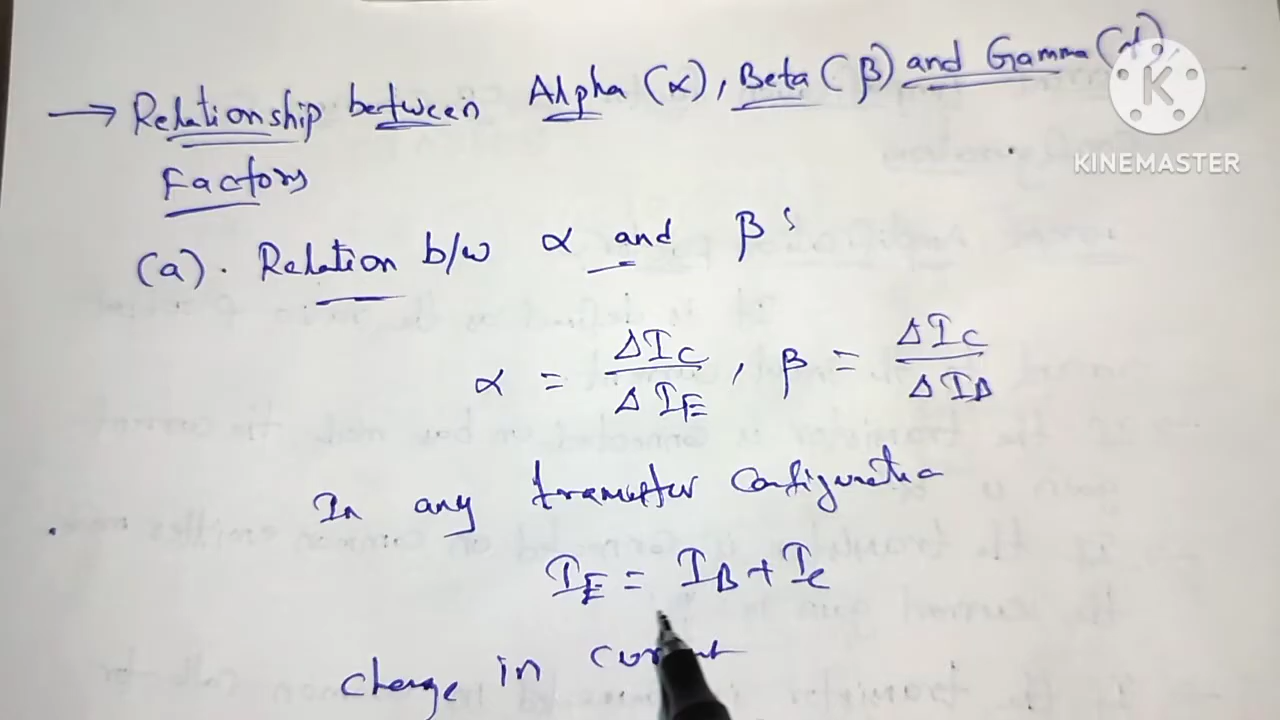 → Relationship between Alpha (α), Beta (β) and Gamma (γ)
Factors
(a). Relation b/w α and β :
α = ΔIC / ΔIE , β = ΔIC / ΔIB
In any transistor configuration
IE = IB + IC
change in current
K
KINEMASTER